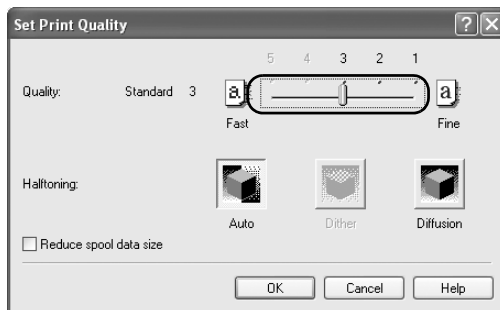 Set Print Quality
5 4 3 2 1
Quality: Standard 3 a a
Fast Fine
Halftoning:
Auto Dither Diffusion
Reduce spool data size
OK Cancel Help